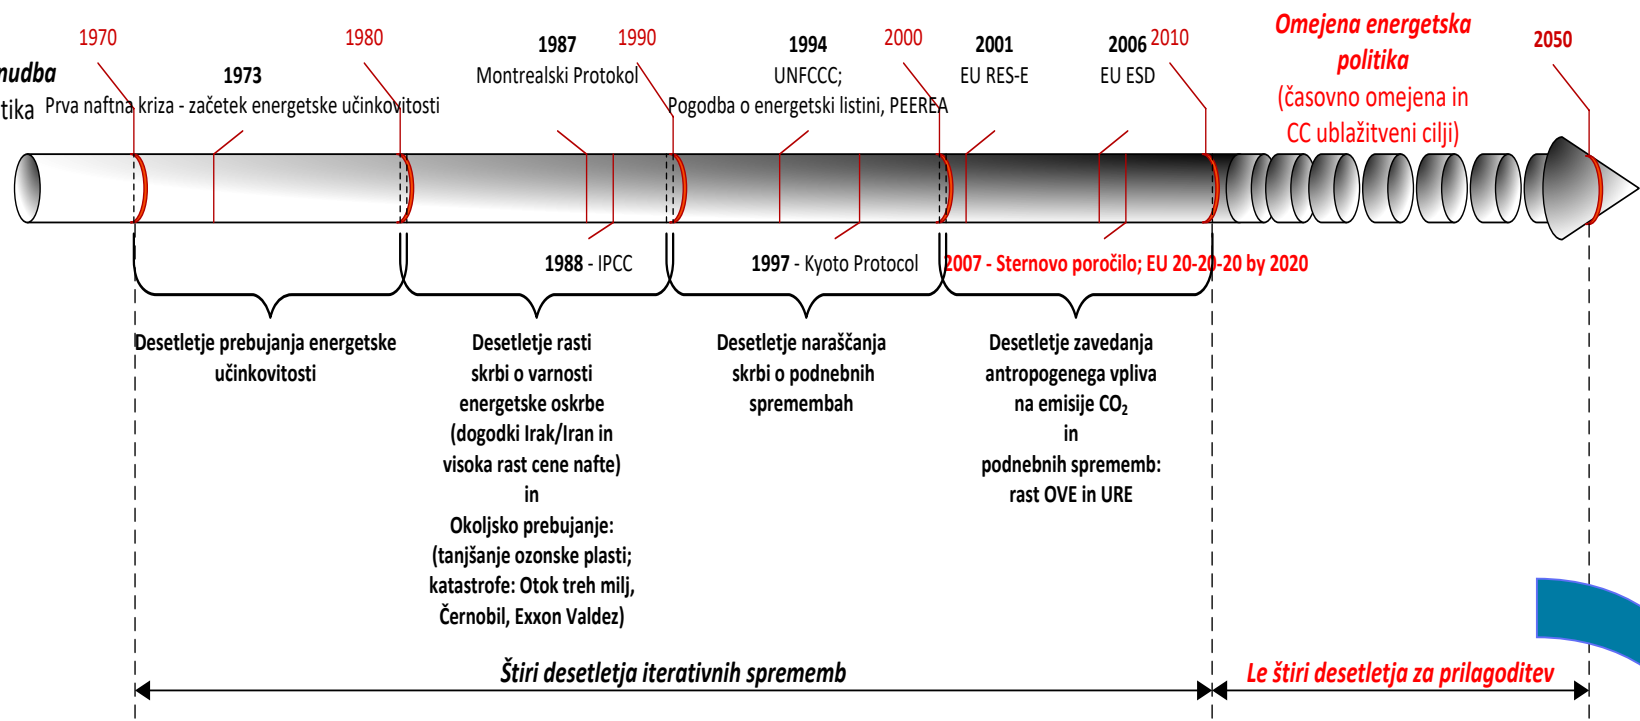 1970
1980
1987
Montrealski Protokol
1990
1994
UNFCCC;
Pogodba o energetski listini, PEEREA
2000
2001
EU RES-E
2006
EU ESD
2010
Omejena energetska
politika
(časovno omejena in
CC ublažitveni cilji)
2050
1973
Prva naftna kriza - začetek energetske učinkovitosti
1988 - IPCC
1997 - Kyoto Protocol
2007 - Sternovo poročilo; EU 20-20-20 by 2020
Desetletje prebujanja energetske
učinkovitosti
Desetletje rasti
skrbi o varnosti
energetske oskrbe
(dogodki Irak/Iran in
visoka rast cene nafte)
in
Okoljsko prebujanje:
(tanjšanje ozonske plasti;
katastrofe: Otok treh milj,
Černobil, Exxon Valdez)
Desetletje naraščanja
skrbi o podnebnih
spremembah
Desetletje zavedanja
antropogenega vpliva
na emisije CO₂
in
podnebnih sprememb:
rast OVE in URE
Štiri desetletja iterativnih sprememb
Le štiri desetletja za prilagoditev